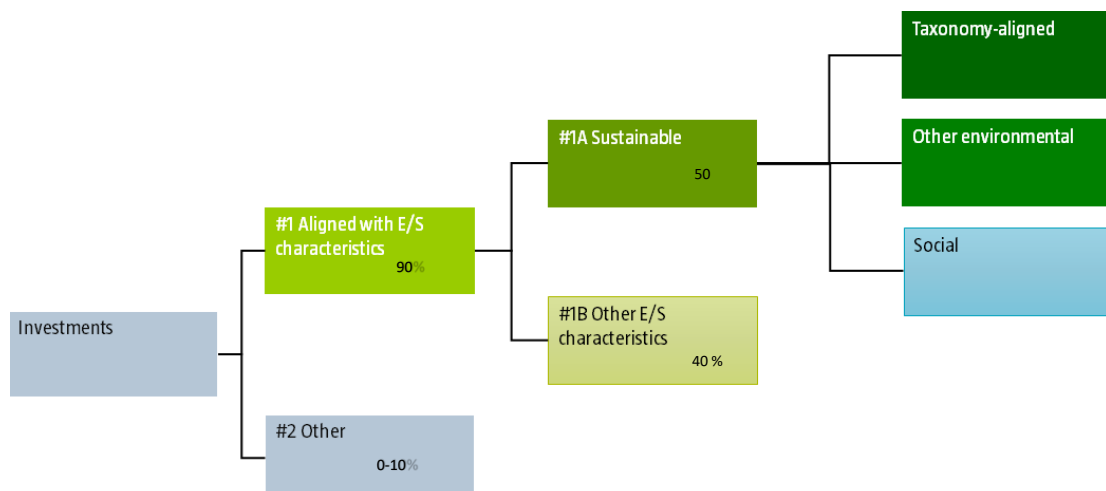 Taxonomy-aligned
Other environmental
Social
#1A Sustainable
50
#1 Aligned with E/S
characteristics
90%
#1B Other E/S
characteristics
40 %
Investments
#2 Other
0-10%